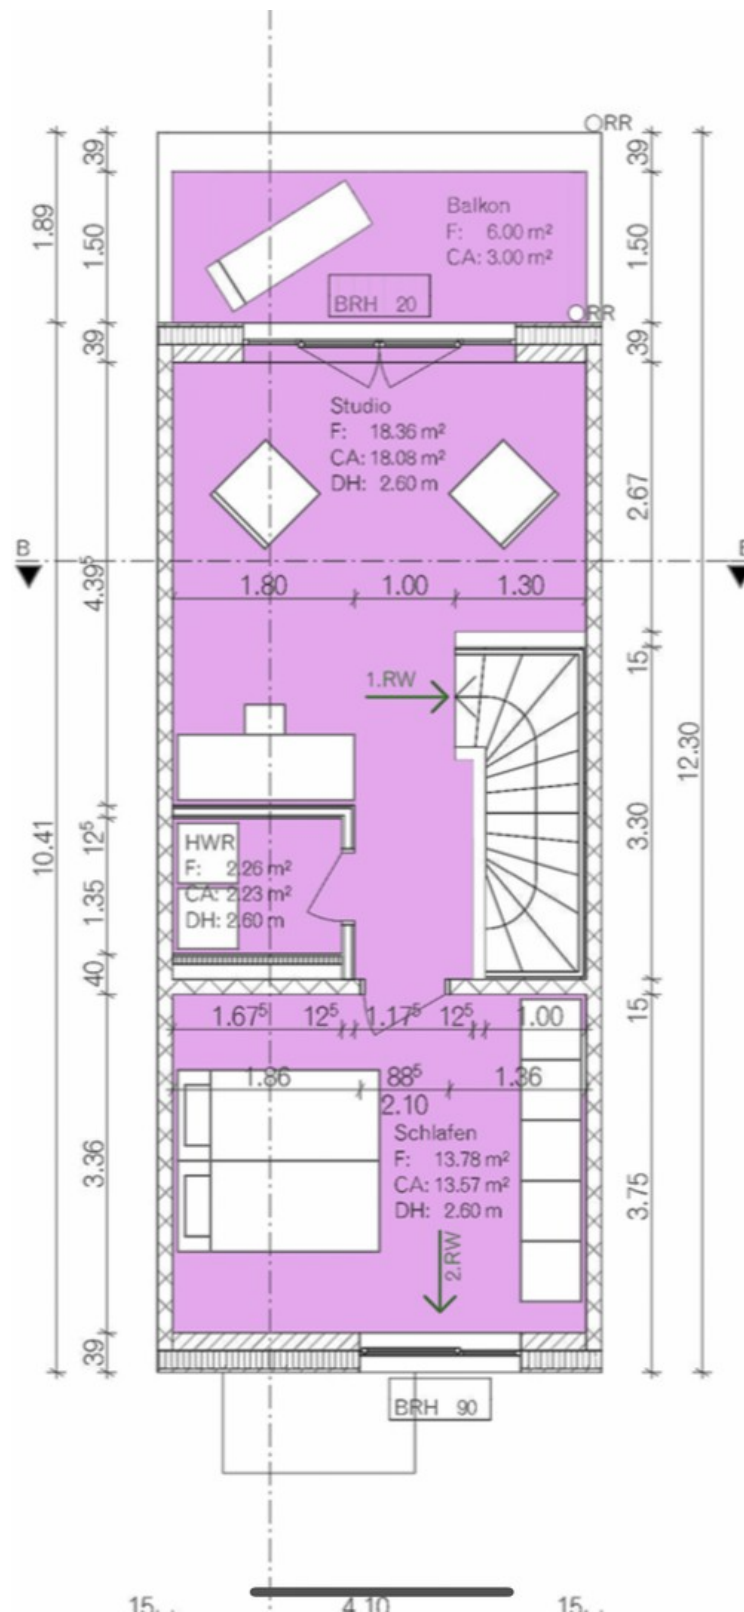 RR
39
39
Balkon
F: 6.00 m²
CA: 3.00 m²
1.89
1.50
1.50
BRH 20
RR
39
39
Studio
F: 18.36 m²
CA: 18.08 m²
DH: 2.60 m
2.67
B
4.39⁵
1.80 1.00 1.30
15
1.RW
12.30
10.41
12⁵
HWR
F: 2.26 m²
CA: 2.23 m²
DH: 2.60 m
1.35
3.30
40
15
1.67⁵ 12⁵ 1.17⁵ 12⁵ 1.00
1.86 88⁵ 1.36
2.10
Schlafen
F: 13.78 m²
CA: 13.57 m²
DH: 2.60 m
3.36
3.75
2.RW
39
BRH 90
15
4.10
15